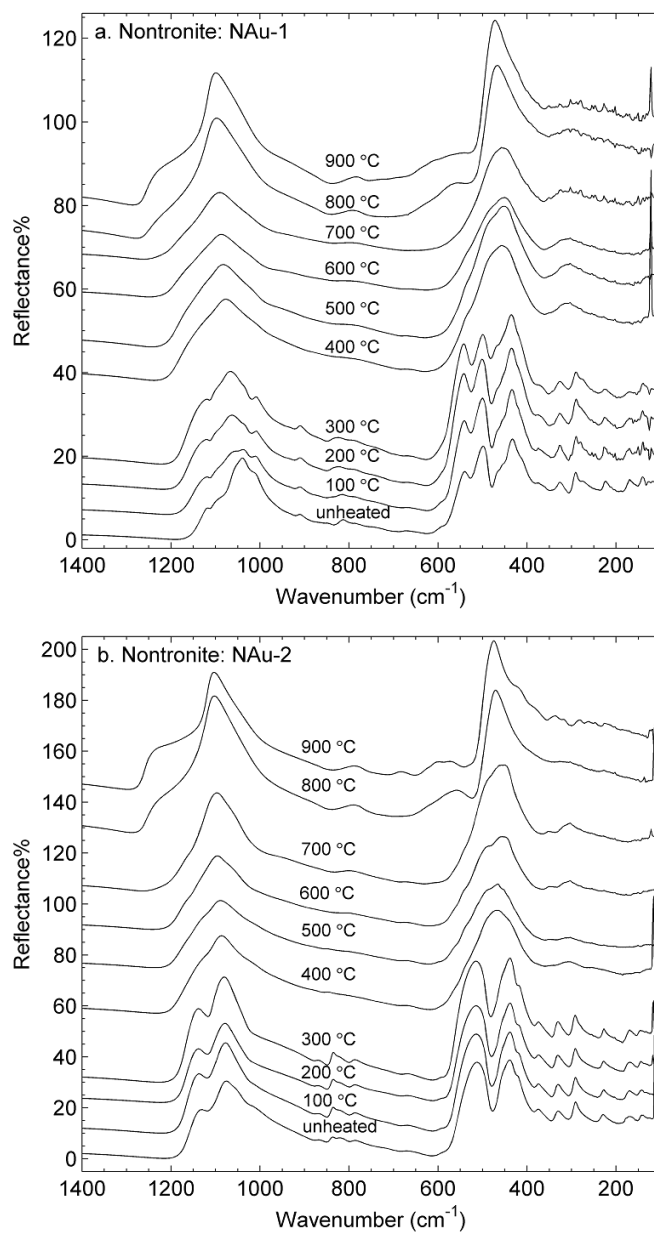 a. Nontronite: NAu-1
120
100
80
60
40
20
0
Reflectance%
900 °C
800 °C
700 °C
600 °C
500 °C
400 °C
300 °C
200 °C
100 °C
unheated
1400 1200 1000 800 600 400 200
Wavenumber (cm⁻¹)
b. Nontronite: NAu-2
200
180
160
140
120
100
80
60
40
20
0
Reflectance%
900 °C
800 °C
700 °C
600 °C
500 °C
400 °C
300 °C
200 °C
100 °C
unheated
1400 1200 1000 800 600 400 200
Wavenumber (cm⁻¹)